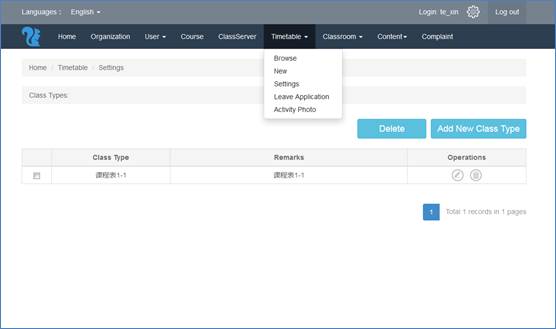 Languages : English Login: te_xin Log out
Home Organization User Course ClassServer Timetable Classroom Content Complaint
Browse
New
Settings
Leave Application
Activity Photo
Home / Timetable / Settings
Class Types:
Delete Add New Class Type
Class Type Remarks Operations
课程表1-1 课程表1-1
1 Total 1 records in 1 pages